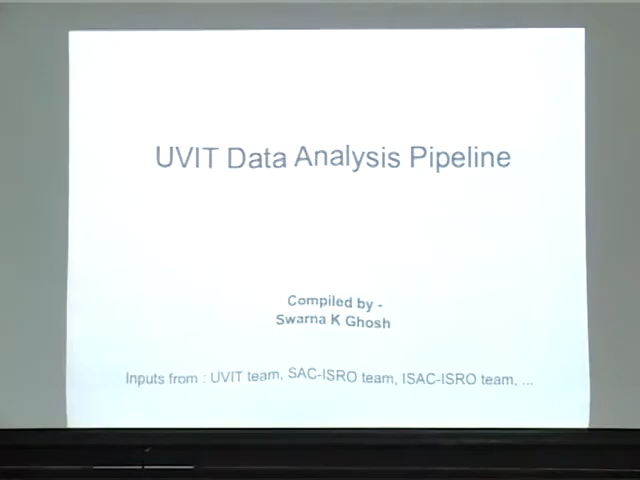 UVIT Data Analysis Pipeline
Compiled by -
Swarna K Ghosh
Inputs from : UVIT team, SAC-ISRO team, ISAC-ISRO team, ...